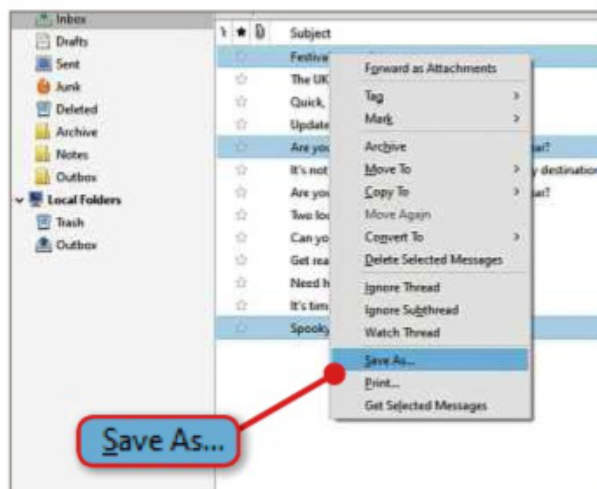 Inbox
Drafts
Sent
Junk
Deleted
Archive
Notes
Outbox
Local Folders
Trash
Outbox
Subject
Festiva
The UK
Quick,
Update
Are you
It's not
Are you
Two loo
Can yo
Get rea
Need h
It's tim
Spooky
Forward as Attachments
Tag
Mark
Archive
Move To
Copy To
Move Again
Convert To
Delete Selected Messages
Ignore Thread
Ignore Subthread
Watch Thread
Save As...
Print...
Get Selected Messages
y destination
Save As...